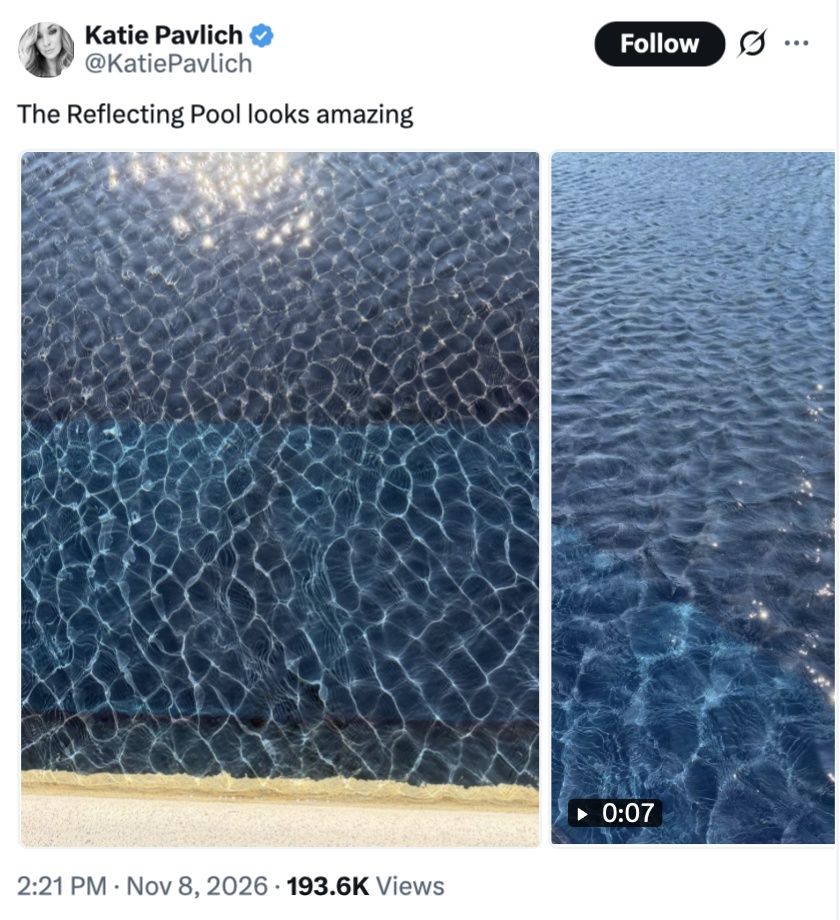 Katie Pavlich
@KatiePavlich
Follow
The Reflecting Pool looks amazing
0:07
2:21 PM · Nov 8, 2026 · 193.6K Views